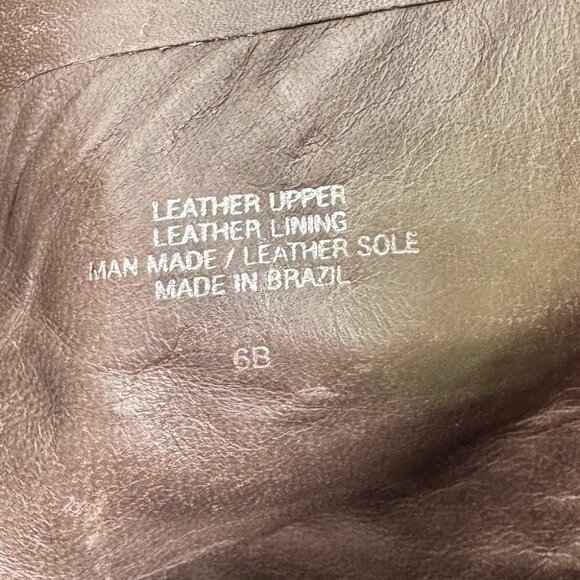 LEATHER UPPER
LEATHER LINING
MAN MADE / LEATHER SOLE
MADE IN BRAZIL
6B